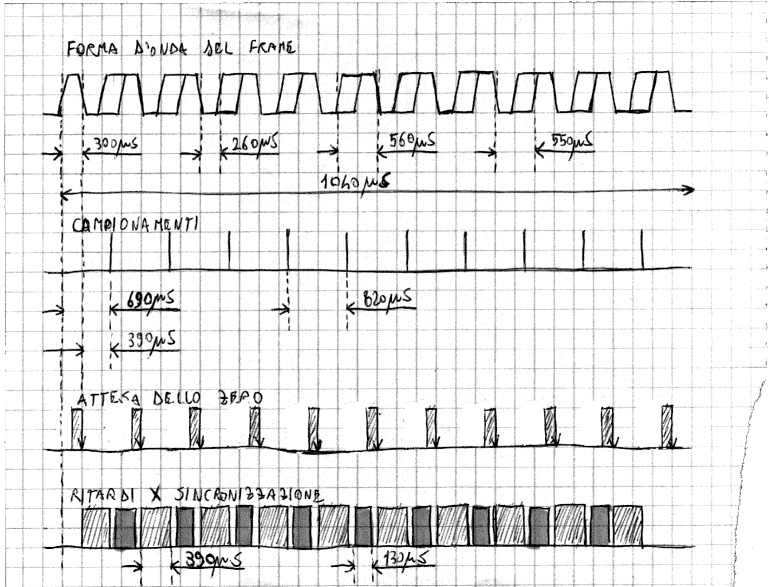 FORMA D'ONDA DEL FRAME
300µS 260µS 560µS 550µS
1040µS
CAMPIONAMENTI
690µS 820µS
390µS
ATTESA DELLO ZERO
RITARDI X SINCRONIZZAZIONE
390µS 130µS